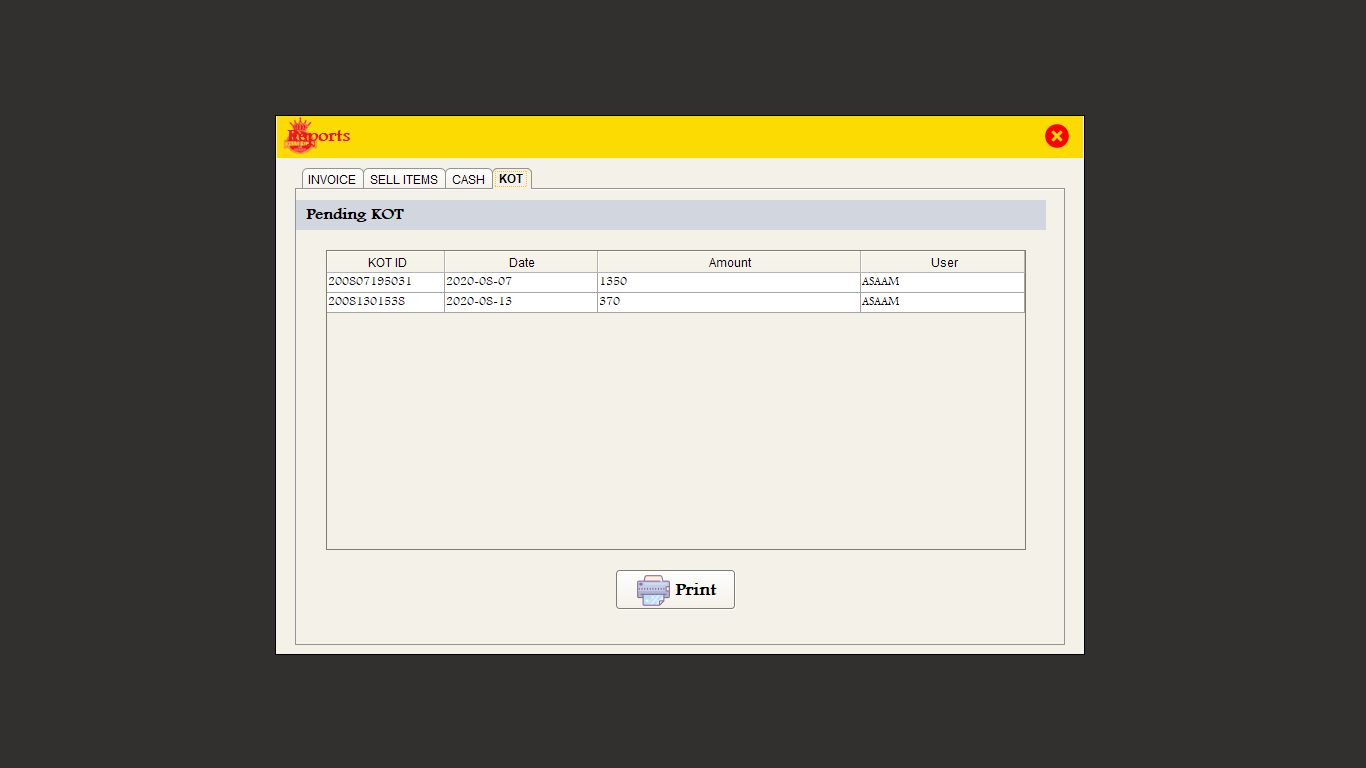 Reports
INVOICE SELL ITEMS CASH KOT
Pending KOT
KOT ID Date Amount User
200807195031 2020-08-07 1350 ASAAM
20081301538 2020-08-13 370 ASAAM
Print